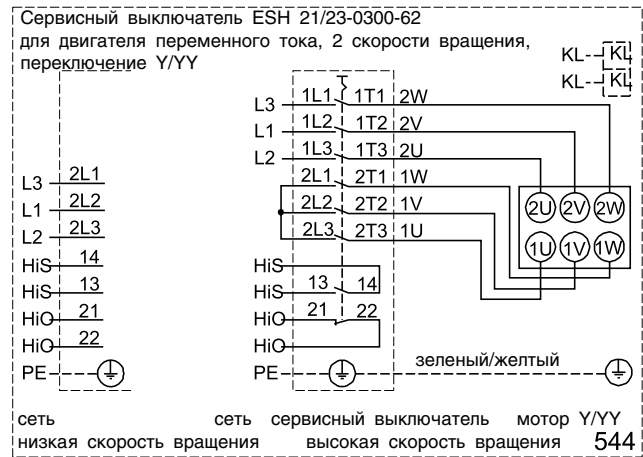 Сервисный выключатель ESH 21/23-0300-62
для двигателя переменного тока, 2 скорости вращения,
переключение Y/YY
KL-- KL
KL-- KL
L3 1L1 1T1 2W
L1 1L2 1T2 2V
L2 1L3 1T3 2U
L3 2L1 2L1 2T1 1W
L1 2L2 2L2 2T2 1V
L2 2L3 2L3 2T3 1U
2U 2V 2W
1U 1V 1W
HiS 14 HiS
HiS 13 HiS 13 14
HiO 21 HiO 21 22
HiO 22 HiO
PE PE зеленый/желтый
сеть сеть сервисный выключатель мотор Y/YY
низкая скорость вращения высокая скорость вращения 544